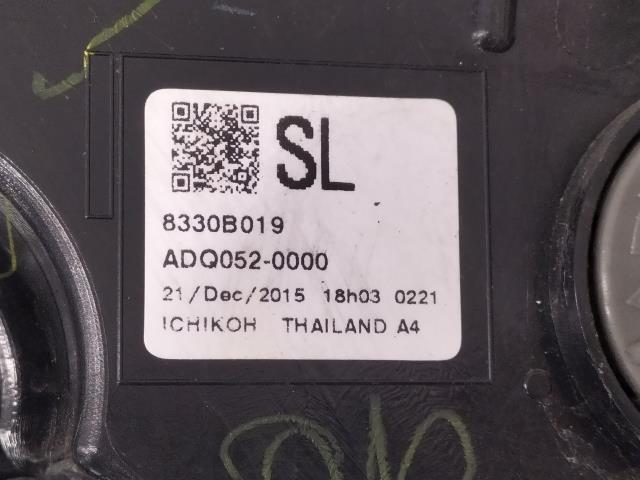 SL
8330B019
ADQ052-0000
21/Dec/2015 18h03 0221
ICHIKOH THAILAND A4